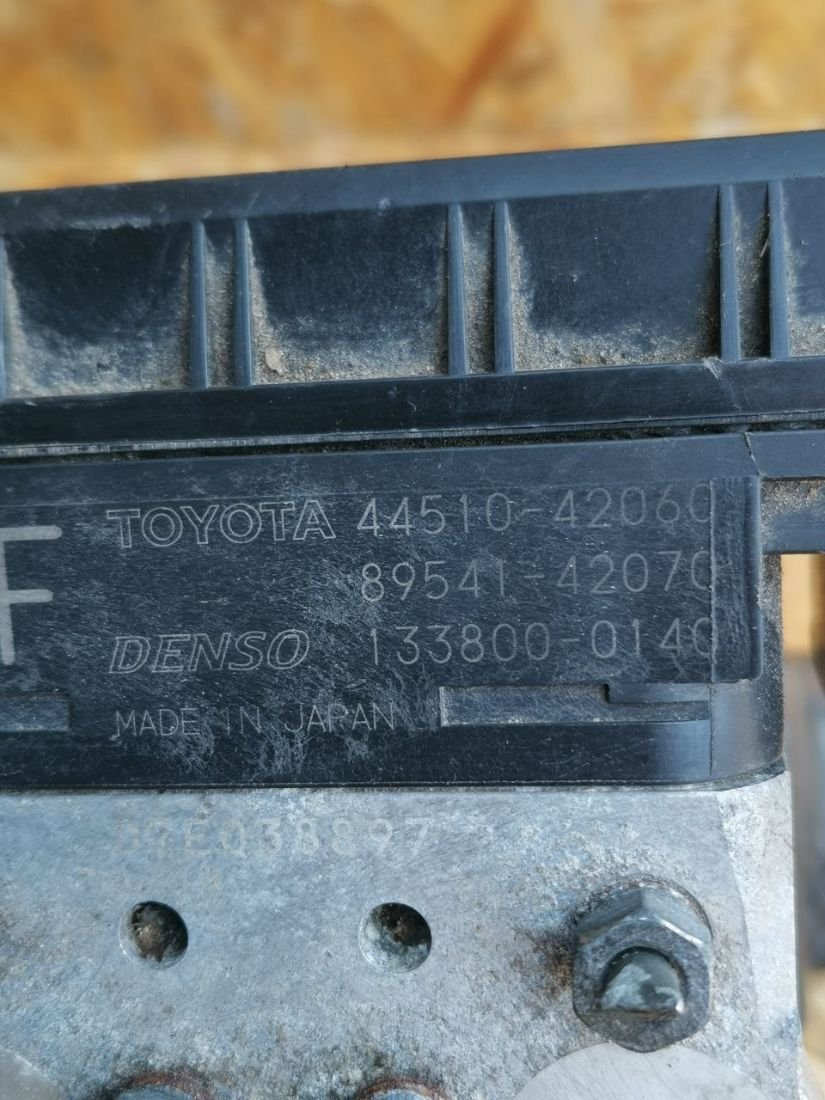 TOYOTA 44510-42060
F 89541-42070
DENSO 133800-0140
MADE IN JAPAN